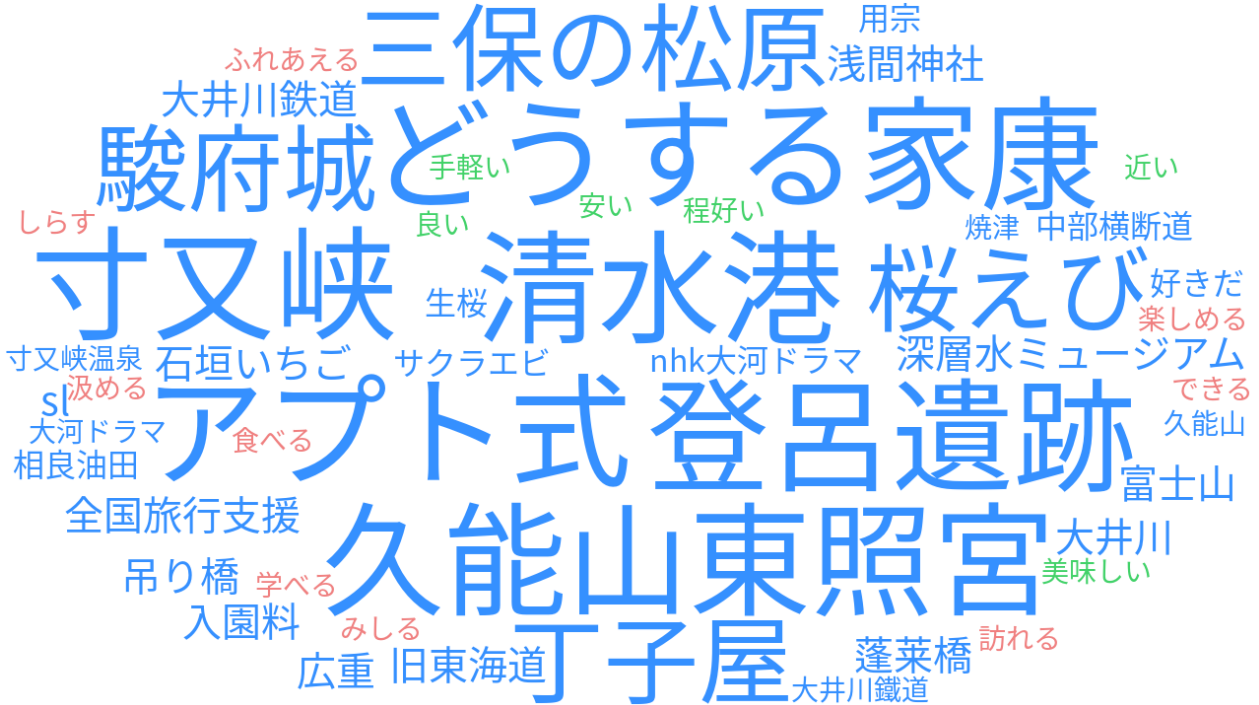 三保の松原
用宗
ふれあえる
浅間神社
大井川鉄道
どうする家康
駿府城
手軽い
近い
安い
程好い
しらす
良い
焼津
中部横断道
寸又峡
清水港
桜えび
好きだ
生桜
楽しめる
寸又峡温泉
石垣いちご
サクラエビ
nhk大河ドラマ
深層水ミュージアム
sl
汲める
アプト式
登呂遺跡
できる
大河ドラマ
食べる
久能山
相良油田
富士山
全国旅行支援
久能山東照宮
大井川
吊り橋
学べる
美味しい
入園料
みしる
丁子屋
訪れる
広重
旧東海道
蓬莱橋
大井川鐵道